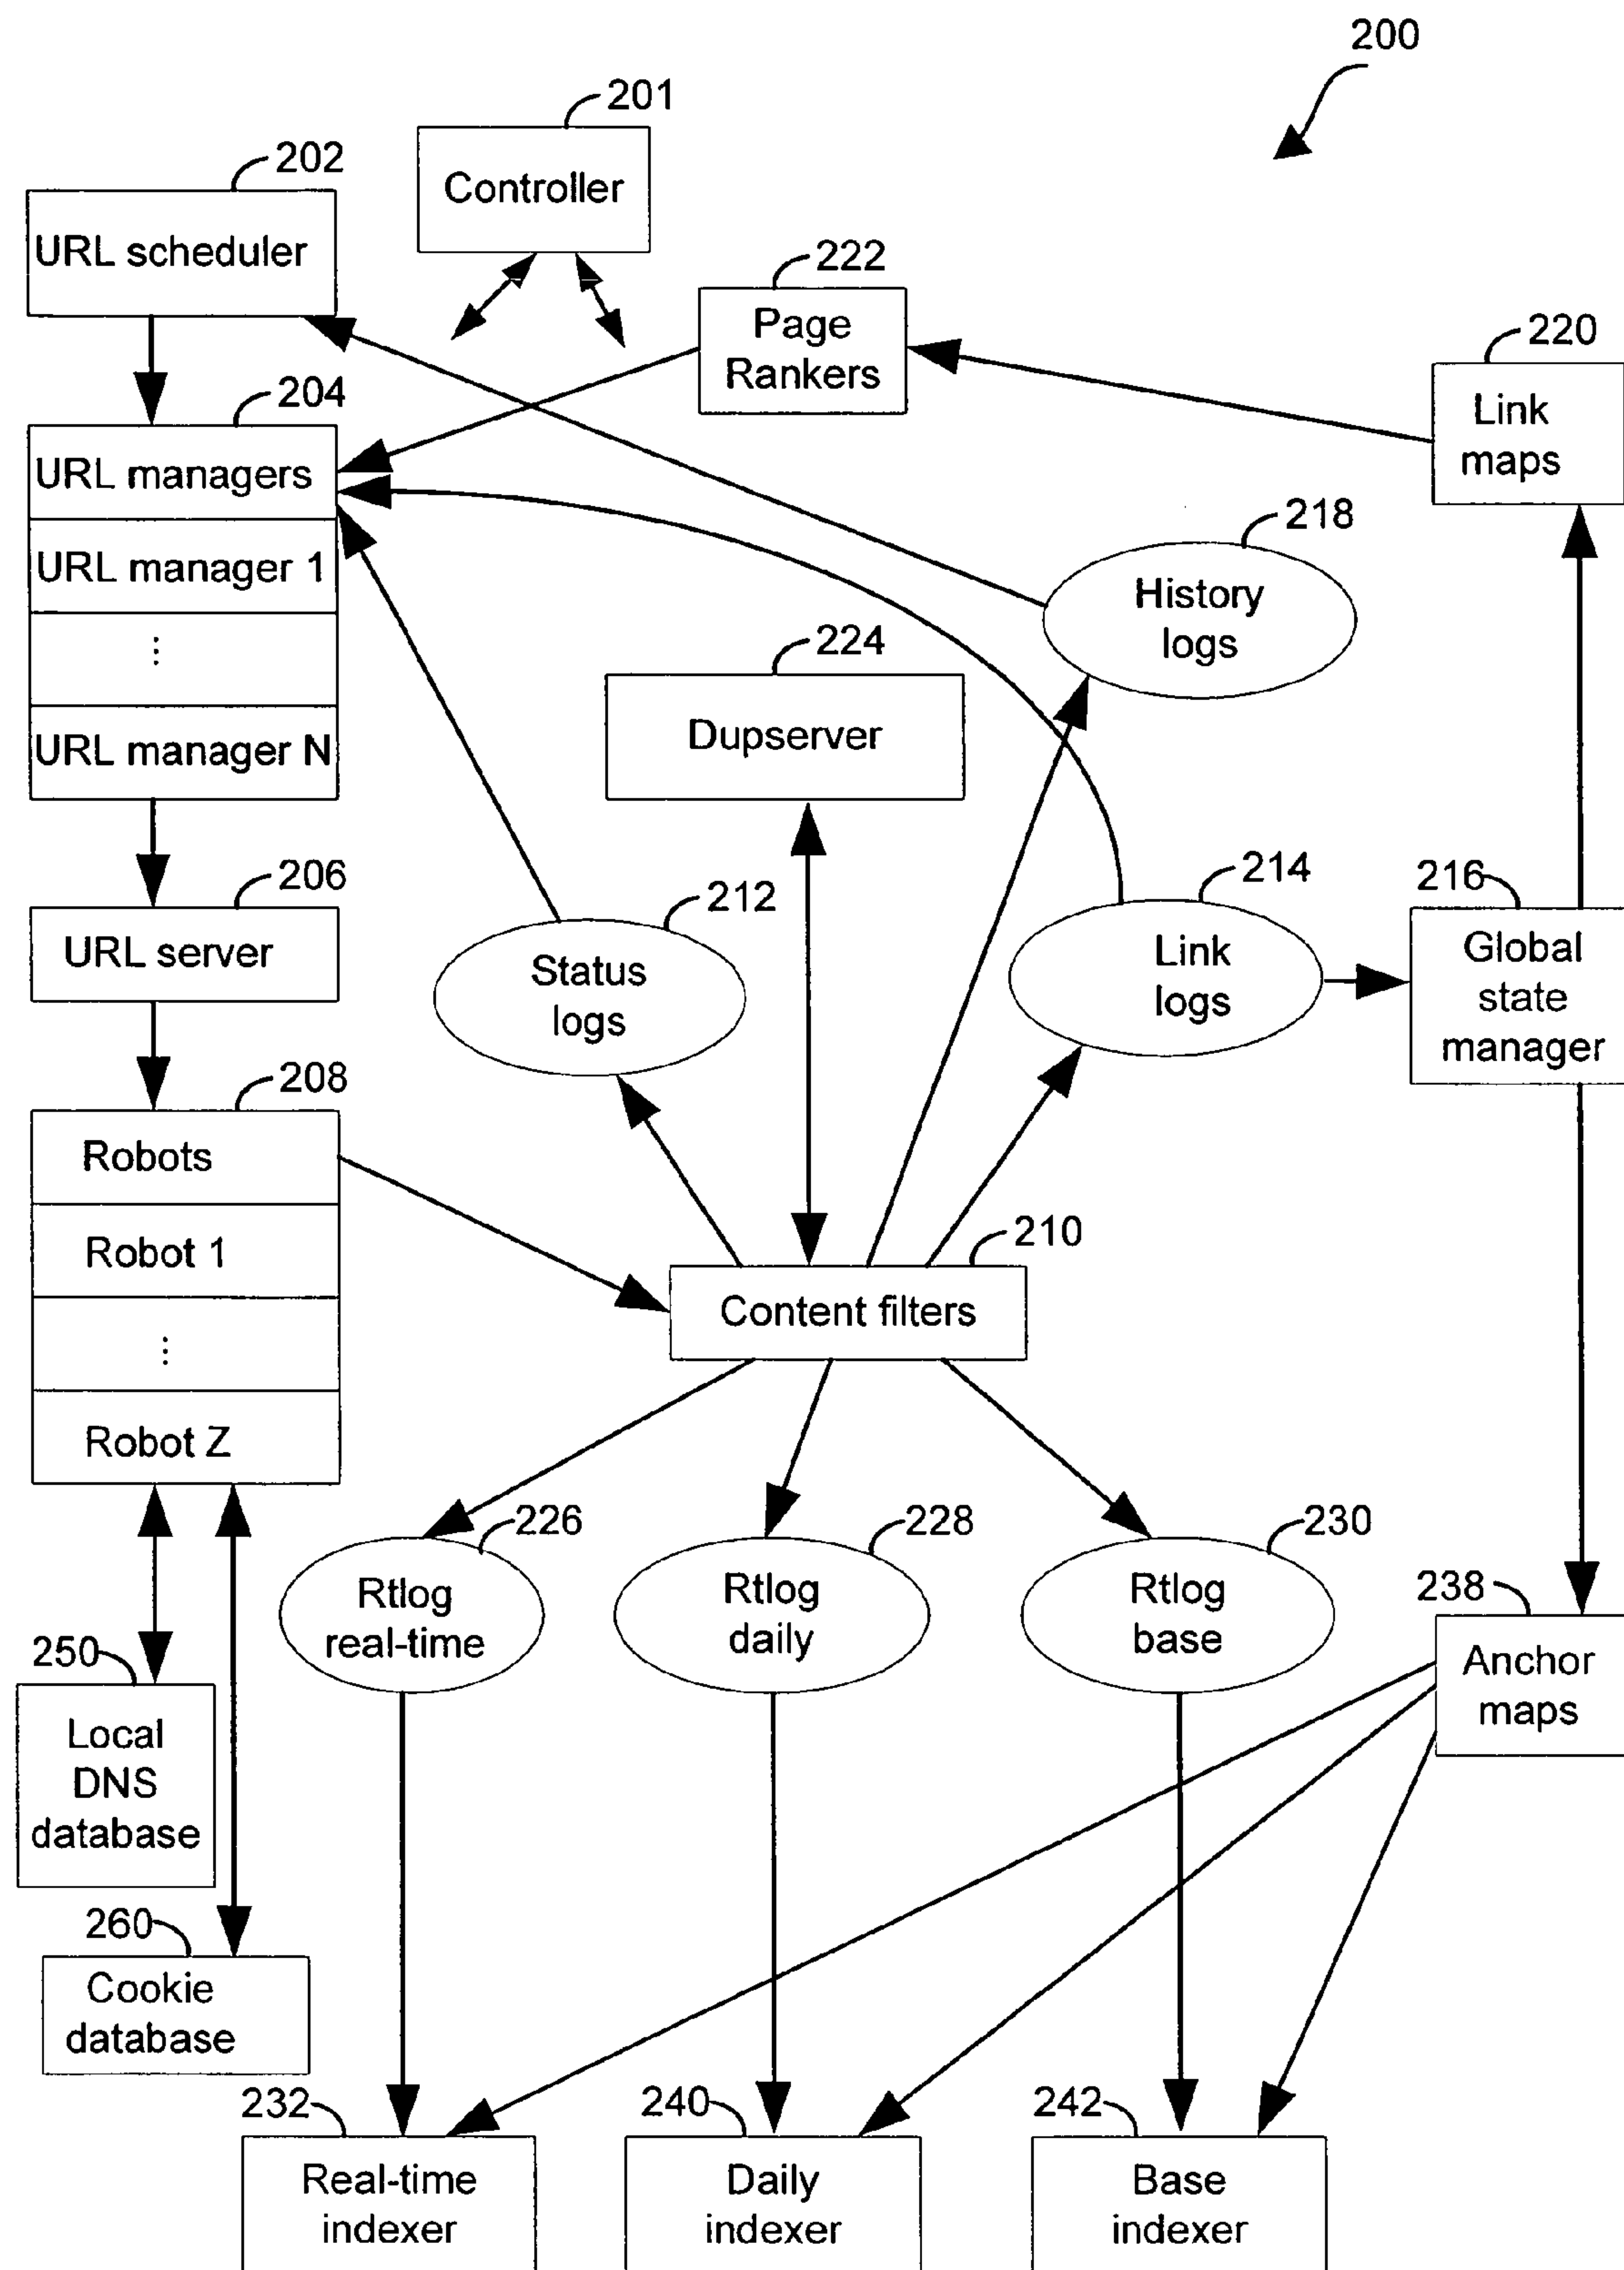 200
201
Controller
202
URL scheduler
222
Page
Rankers
220
Link
maps
204
URL managers
URL manager 1
⋮
URL manager N
218
History
logs
224
Dupserver
206
URL server
212
Status
logs
214
Link
logs
216
Global
state
manager
208
Robots
Robot 1
⋮
Robot Z
210
Content filters
226
Rtlog
real-time
228
Rtlog
daily
230
Rtlog
base
238
Anchor
maps
250
Local
DNS
database
260
Cookie
database
232
Real-time
indexer
240
Daily
indexer
242
Base
indexer